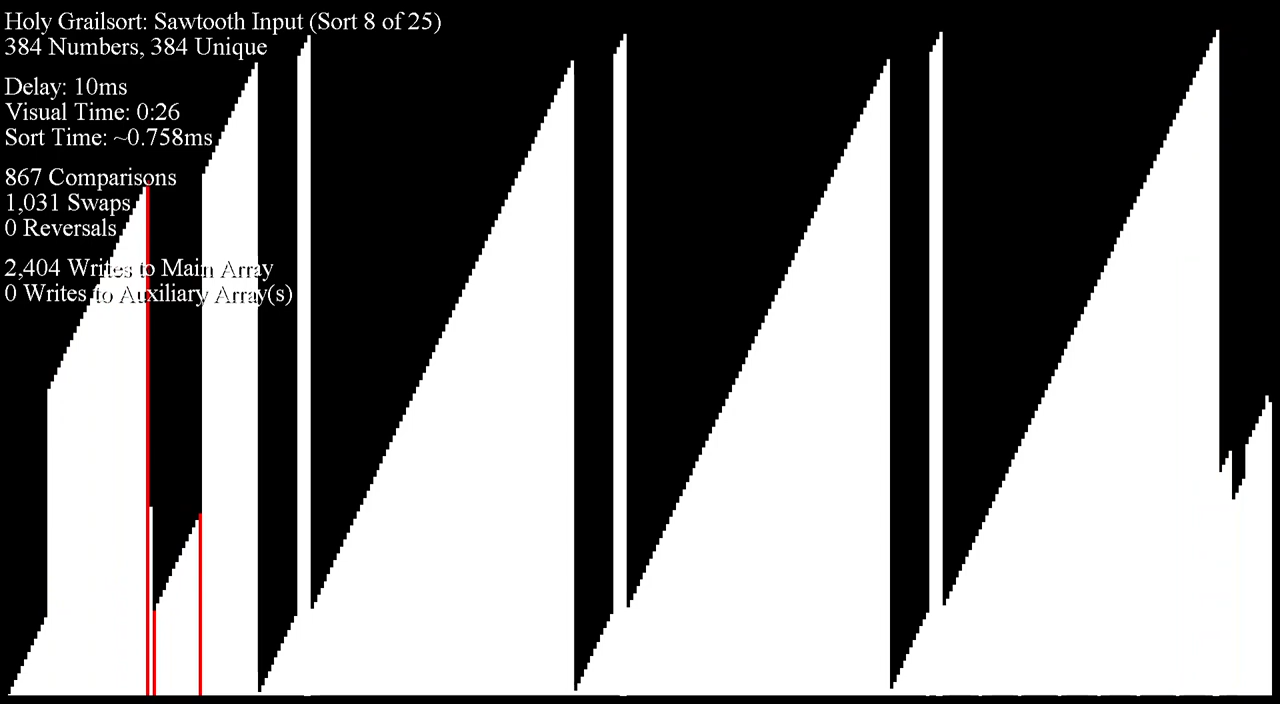 Holy Grailsort: Sawtooth Input (Sort 8 of 25)
384 Numbers, 384 Unique
Delay: 10ms
Visual Time: 0:26
Sort Time: ~0.758ms
867 Comparisons
1,031 Swaps
0 Reversals
2,404 Writes to Main Array
0 Writes to Auxiliary Array(s)